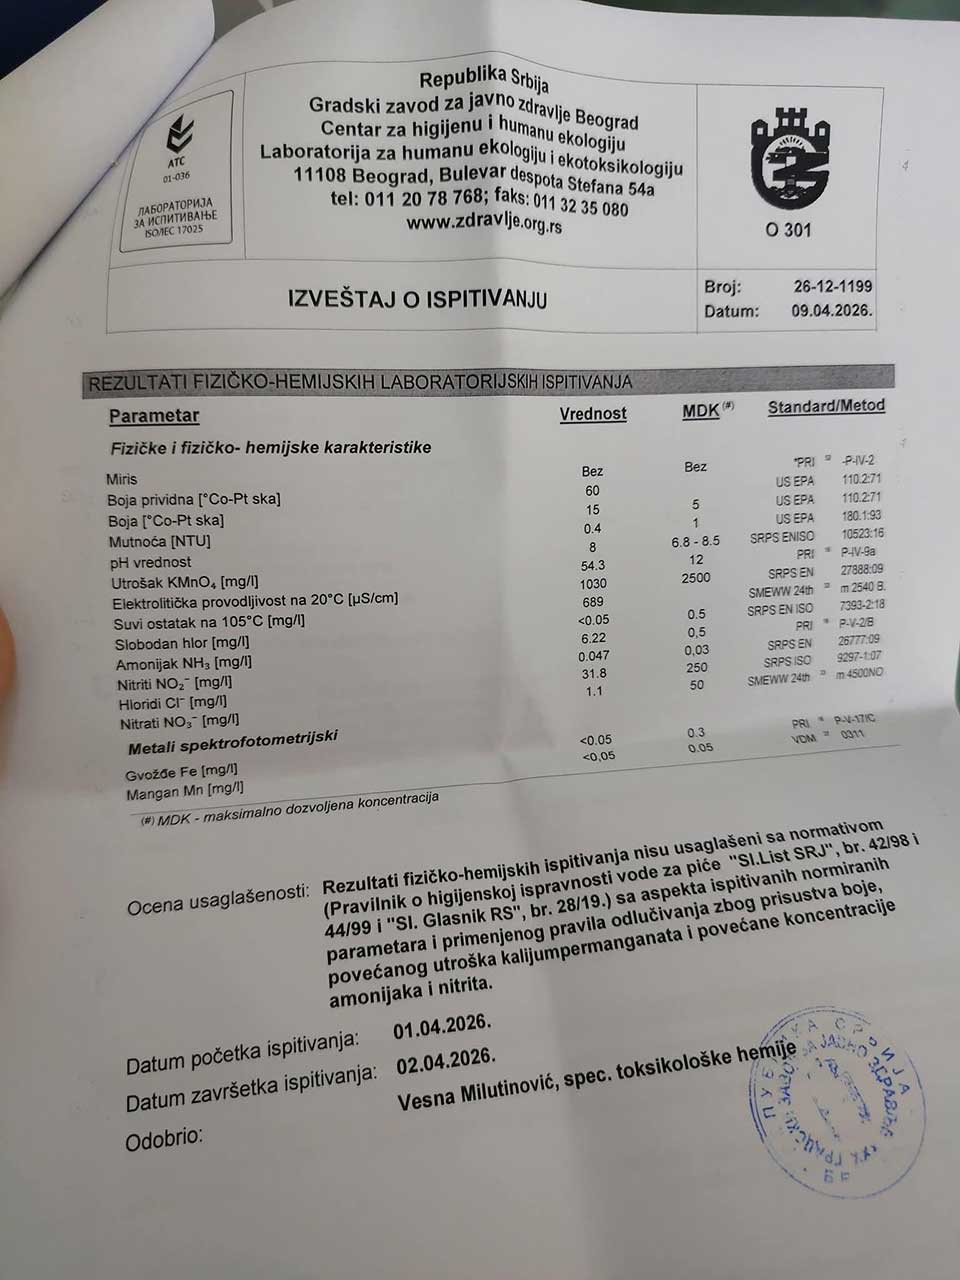 Republika Srbija
Gradski zavod za javno zdravlje Beograd
Centar za higijenu i humanu ekologiju
Laboratorija za humanu ekologiju i ekotoksikologiju
11108 Beograd, Bulevar despota Stefana 54a
tel: 011 20 78 768; faks: 011 32 35 080
www.zdravlje.org.rs
ATC
01-036
ЛАБОРАТОРИЈА
ЗА ИСПИТИВАЊЕ
ISO/IEC 17025
O 301
IZVEŠTAJ O ISPITIVANJU
Broj: 26-12-1199
Datum: 09.04.2026.
REZULTATI FIZIČKO-HEMIJSKIH LABORATORIJSKIH ISPITIVANJA
Parametar Vrednost MDK (#) Standard/Metod
Fizičke i fizičko- hemijske karakteristike
Miris Bez Bez *PRI -P-IV-2
Boja prividna [°Co-Pt ska] 60 US EPA 110.2:71
Boja [°Co-Pt ska] 15 5 US EPA 110.2:71
Mutnoća [NTU] 0.4 1 US EPA 180.1:93
pH vrednost 8 6.8 - 8.5 SRPS ENISO 10523:16
Utrošak KMnO₄ [mg/l] 54.3 12 PRI P-IV-9a
Elektrolitička provodljivost na 20°C [µS/cm] 1030 2500 SRPS EN 27888:09
Suvi ostatak na 105°C [mg/l] 689 SMEWW 24th m 2540 B.
Slobodan hlor [mg/l] <0.05 0.5 SRPS EN ISO 7393-2:18
Amonijak NH₃ [mg/l] 6.22 0,5 PRI P-V-2/B
Nitriti NO₂⁻ [mg/l] 0.047 0,03 SRPS EN 26777:09
Hloridi Cl⁻ [mg/l] 31.8 250 SRPS ISO 9297-1:07
Nitrati NO₃⁻ [mg/l] 1.1 50 SMEWW 24th m 4500NO
Metali spektrofotometrijski
Gvožđe Fe [mg/l] <0.05 0.3 PRI P-V-17/C
Mangan Mn [mg/l] <0,05 0.05 VDM 0311
(#) MDK - maksimalno dozvoljena koncentracija
Ocena usaglašenosti: Rezultati fizičko-hemijskih ispitivanja nisu usaglašeni sa normativom
(Pravilnik o higijenskoj ispravnosti vode za piće "Sl.List SRJ", br. 42/98 i
44/99 i "Sl. Glasnik RS", br. 28/19.) sa aspekta ispitivanih normiranih
parametara i primenjenog pravila odlučivanja zbog prisustva boje,
povećanog utroška kalijumpermanganata i povećane koncentracije
amonijaka i nitrita.
Datum početka ispitivanja: 01.04.2026.
Datum završetka ispitivanja: 02.04.2026.
Odobrio: Vesna Milutinović, spec. toksikološke hemije